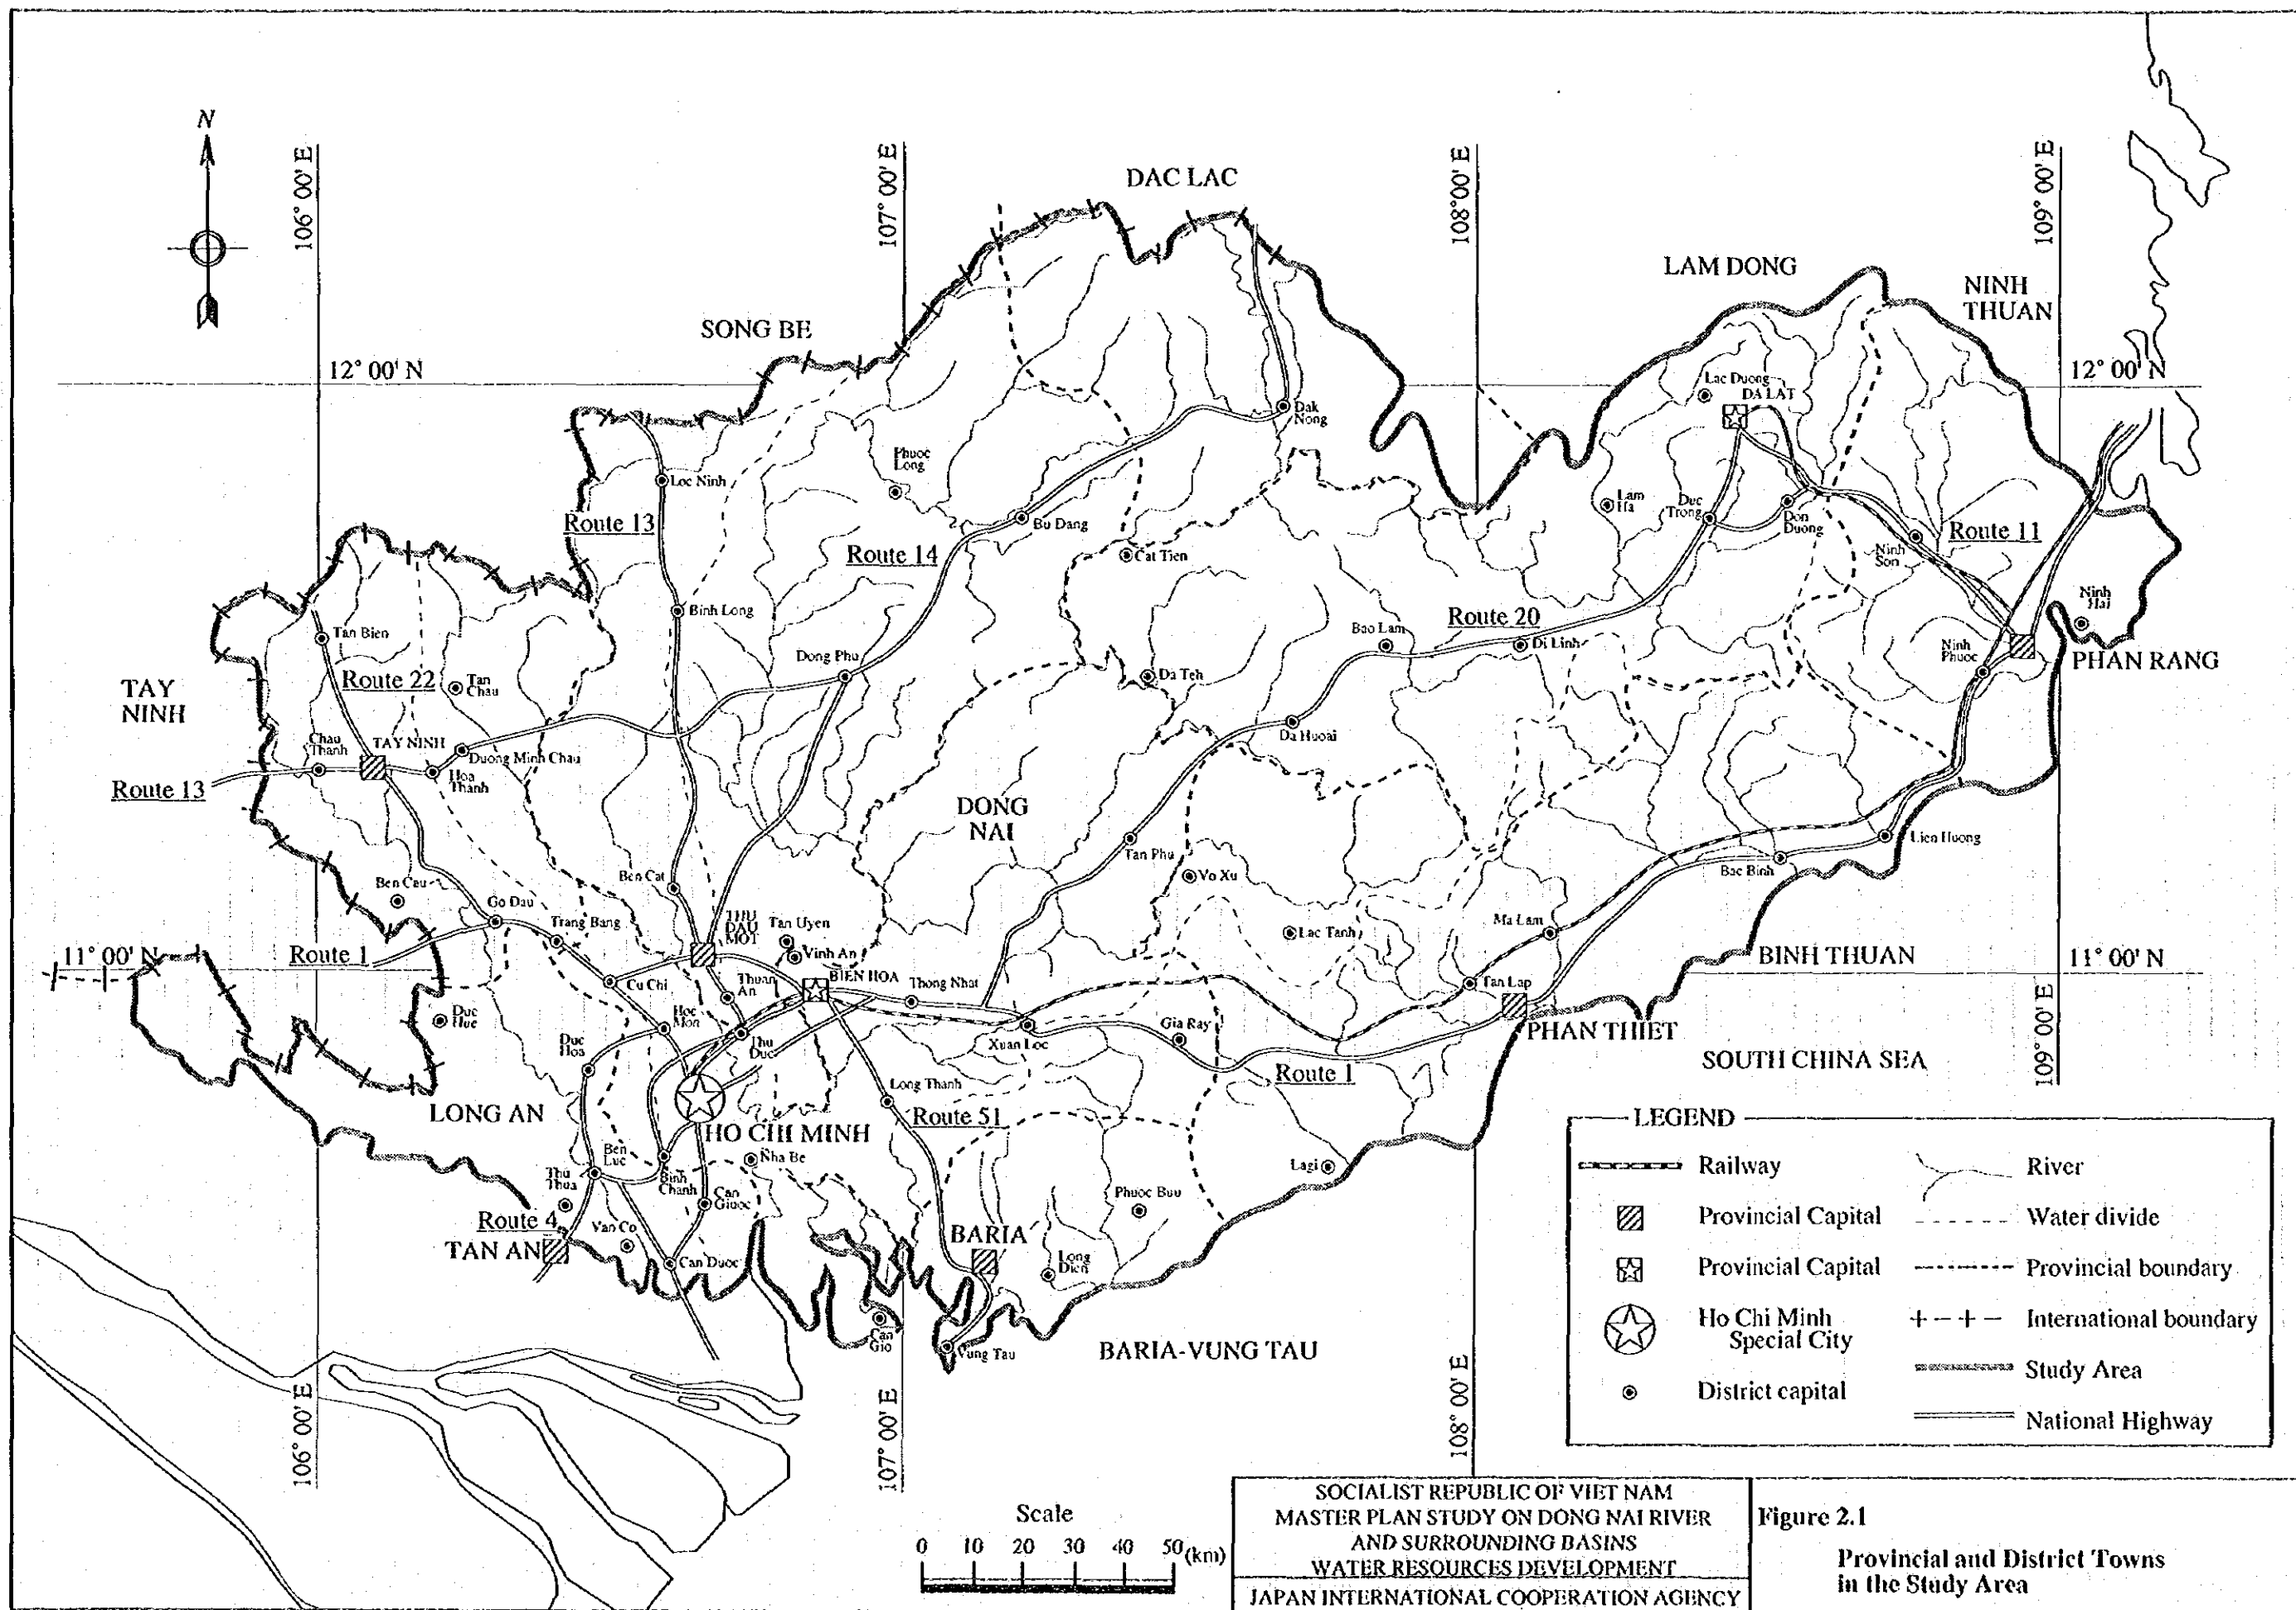 N
106° 00' E
107° 00' E
108° 00' E
109° 00' E
DAC LAC
LAM DONG
NINH
THUAN
SONG BE
12° 00' N
12° 00' N
Lac Duong
DA LAT
Dak
Nong
Phuoc
Long
Loc Ninh
Route 13
Bu Dang
Route 14
Cat Tien
Lam
Ha
Duc
Trong
Don
Duong
Ninh
Son
Route 11
Ninh
Hai
Tan Bien
Binh Long
Bao Lam
Route 20
Di Linh
Ninh
Phuoc
PHAN RANG
Dong Phu
Da Teh
Route 22
Tan
Chau
TAY
NINH
Chau
Thanh
TAY NINH
Duong Minh Chau
Hoa
Thanh
Route 13
Da Huoai
DONG
NAI
Tan Phu
Lien Huong
Bac Binh
Vo Xu
Ben Cau
Ben Cat
Go Dau
Trang Bang
THU
DAU
MOT
Tan Uyen
Vinh An
Ma Lam
Lac Tanh
BINH THUAN
11° 00' N
Route 1
11° 00' N
Cu Chi
Thuan
An
BIEN HOA
Thong Nhat
Tan Lap
PHAN THIET
Duc
Hue
Hoc
Mon
Duc
Hoa
Thu
Duc
Xuan Loc
Gia Ray
Route 1
SOUTH CHINA SEA
109° 00' E
Long Thanh
Route 51
LONG AN
HO CHI MINH
Ben
Luc
Nha Be
Binh
Chanh
Thu
Thua
Can
Giuoc
Lagi
Phuoc Buu
Route 4
TAN AN
Van Co
Can Duoc
BARIA
Long
Dien
Can
Gio
Vung Tau
BARIA-VUNG TAU
106° 00' E
107° 00' E
108° 00' E
LEGEND
Railway
Provincial Capital
Provincial Capital
Ho Chi Minh
Special City
District capital
River
Water divide
Provincial boundary
International boundary
Study Area
National Highway
Scale
0 10 20 30 40 50 (km)
SOCIALIST REPUBLIC OF VIET NAM
MASTER PLAN STUDY ON DONG NAI RIVER
AND SURROUNDING BASINS
WATER RESOURCES DEVELOPMENT
JAPAN INTERNATIONAL COOPERATION AGENCY
Figure 2.1
Provincial and District Towns
in the Study Area